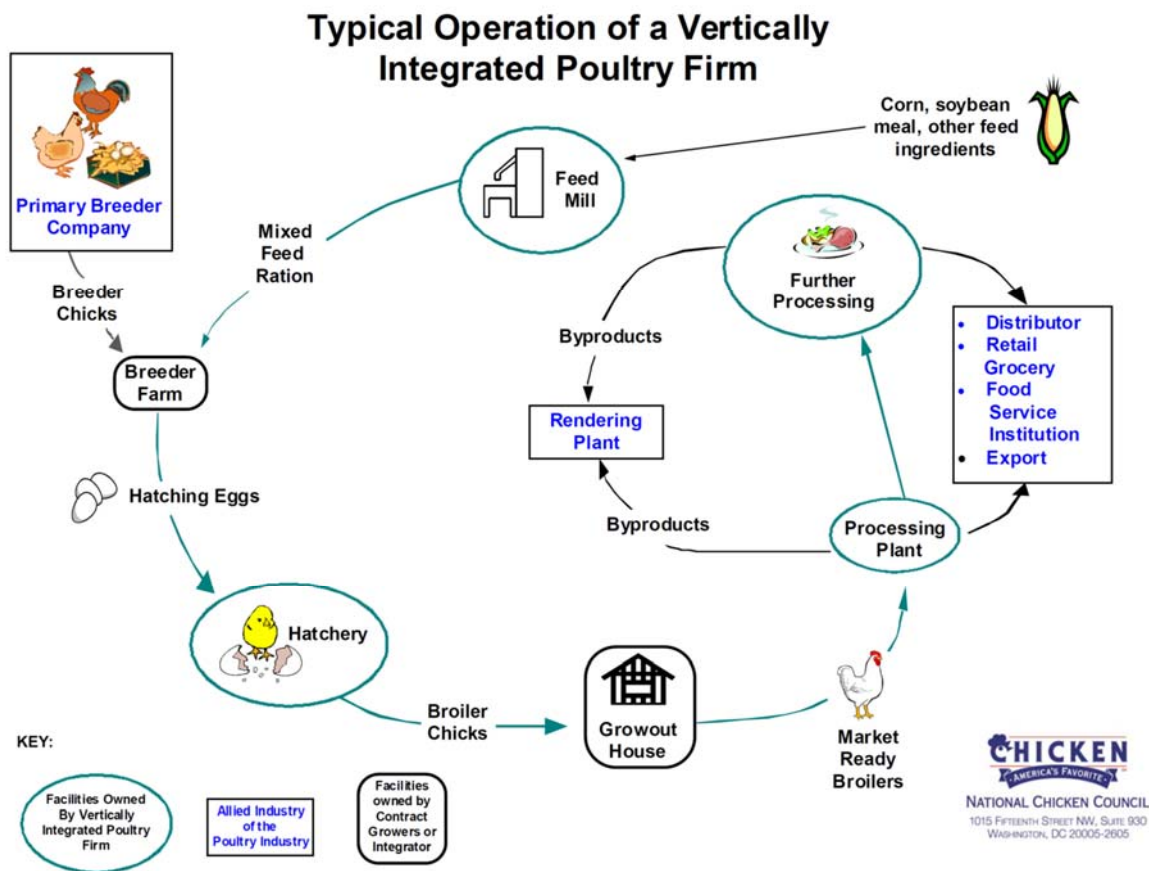 Typical Operation of a Vertically
Integrated Poultry Firm
Primary Breeder
Company
Corn, soybean
meal, other feed
ingredients
Feed
Mill
Mixed
Feed
Ration
Breeder
Chicks
Breeder
Farm
Further
Processing
Byproducts
• Distributor
• Retail
Grocery
• Food
Service
Institution
• Export
Rendering
Plant
Hatching Eggs
Byproducts
Processing
Plant
Hatchery
Broiler
Chicks
Growout
House
Market
Ready
Broilers
KEY:
Facilities Owned
By Vertically
Integrated Poultry
Firm
Allied Industry
of the
Poultry Industry
Facilities
owned by
Contract
Growers or
Integrator
CHICKEN
AMERICA'S FAVORITE
NATIONAL CHICKEN COUNCIL
1015 FIFTEENTH STREET NW, SUITE 930
WASHINGTON, DC 20005-2605